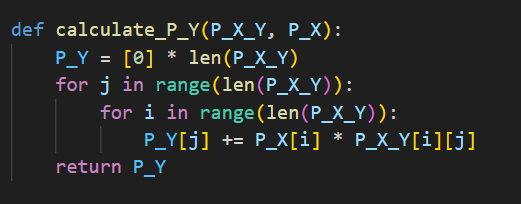 def calculate_P_Y(P_X_Y, P_X):
    P_Y = [0] * len(P_X_Y)
    for j in range(len(P_X_Y)):
        for i in range(len(P_X_Y)):
            P_Y[j] += P_X[i] * P_X_Y[i][j]
    return P_Y